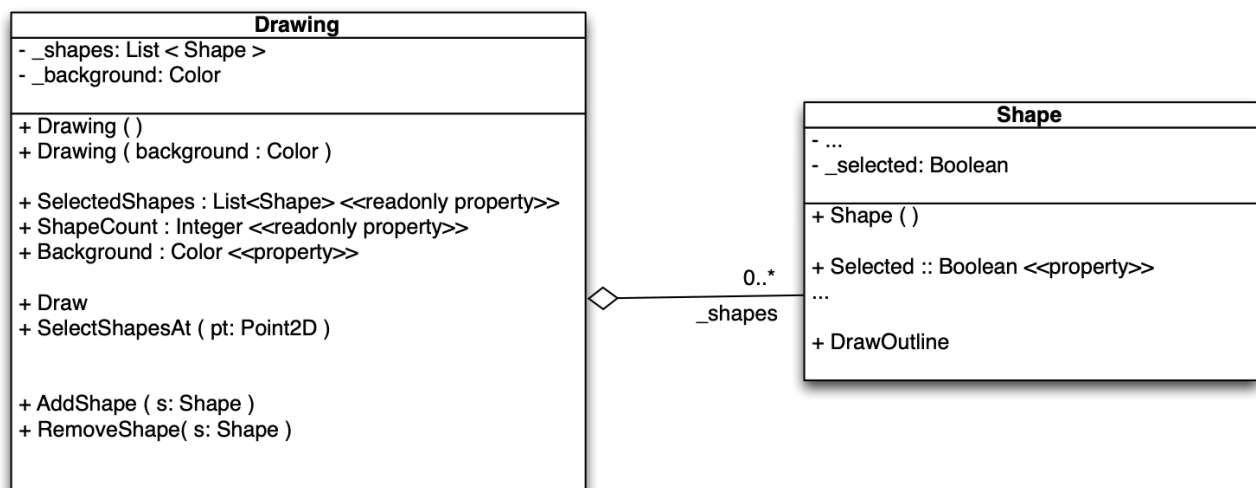 Drawing
- _shapes: List < Shape >
- _background: Color
+ Drawing ( )
+ Drawing ( background : Color )
+ SelectedShapes : List<Shape> <<readonly property>>
+ ShapeCount : Integer <<readonly property>>
+ Background : Color <<property>>
+ Draw
+ SelectShapesAt ( pt: Point2D )
+ AddShape ( s: Shape )
+ RemoveShape( s: Shape )
0..*
_shapes
Shape
- ...
- _selected: Boolean
+ Shape ( )
+ Selected :: Boolean <<property>>
...
+ DrawOutline